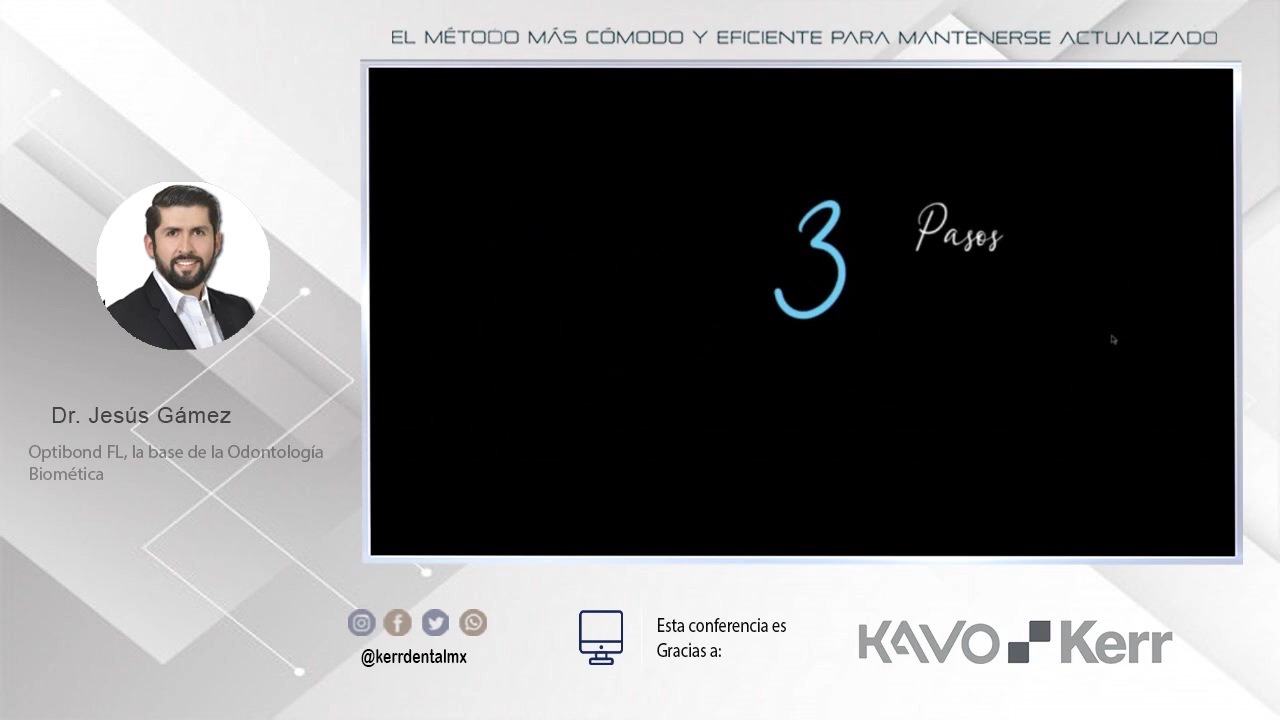 EL MÉTODO MÁS CÓMODO Y EFICIENTE PARA MANTENERSE ACTUALIZADO
3 Pasos
Dr. Jesús Gámez
Optibond FL, la base de la Odontología
Biomética
@kerrdentalmx
Esta conferencia es
Gracias a:
KAVO Kerr